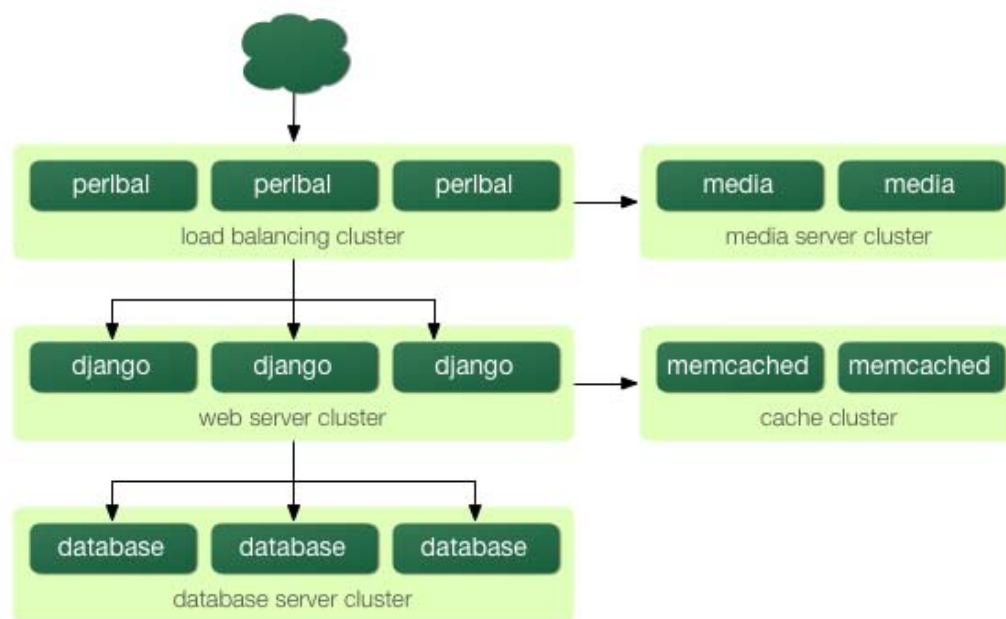 perlbal perlbal perlbal
load balancing cluster
media media
media server cluster
django django django
web server cluster
memcached memcached
cache cluster
database database database
database server cluster